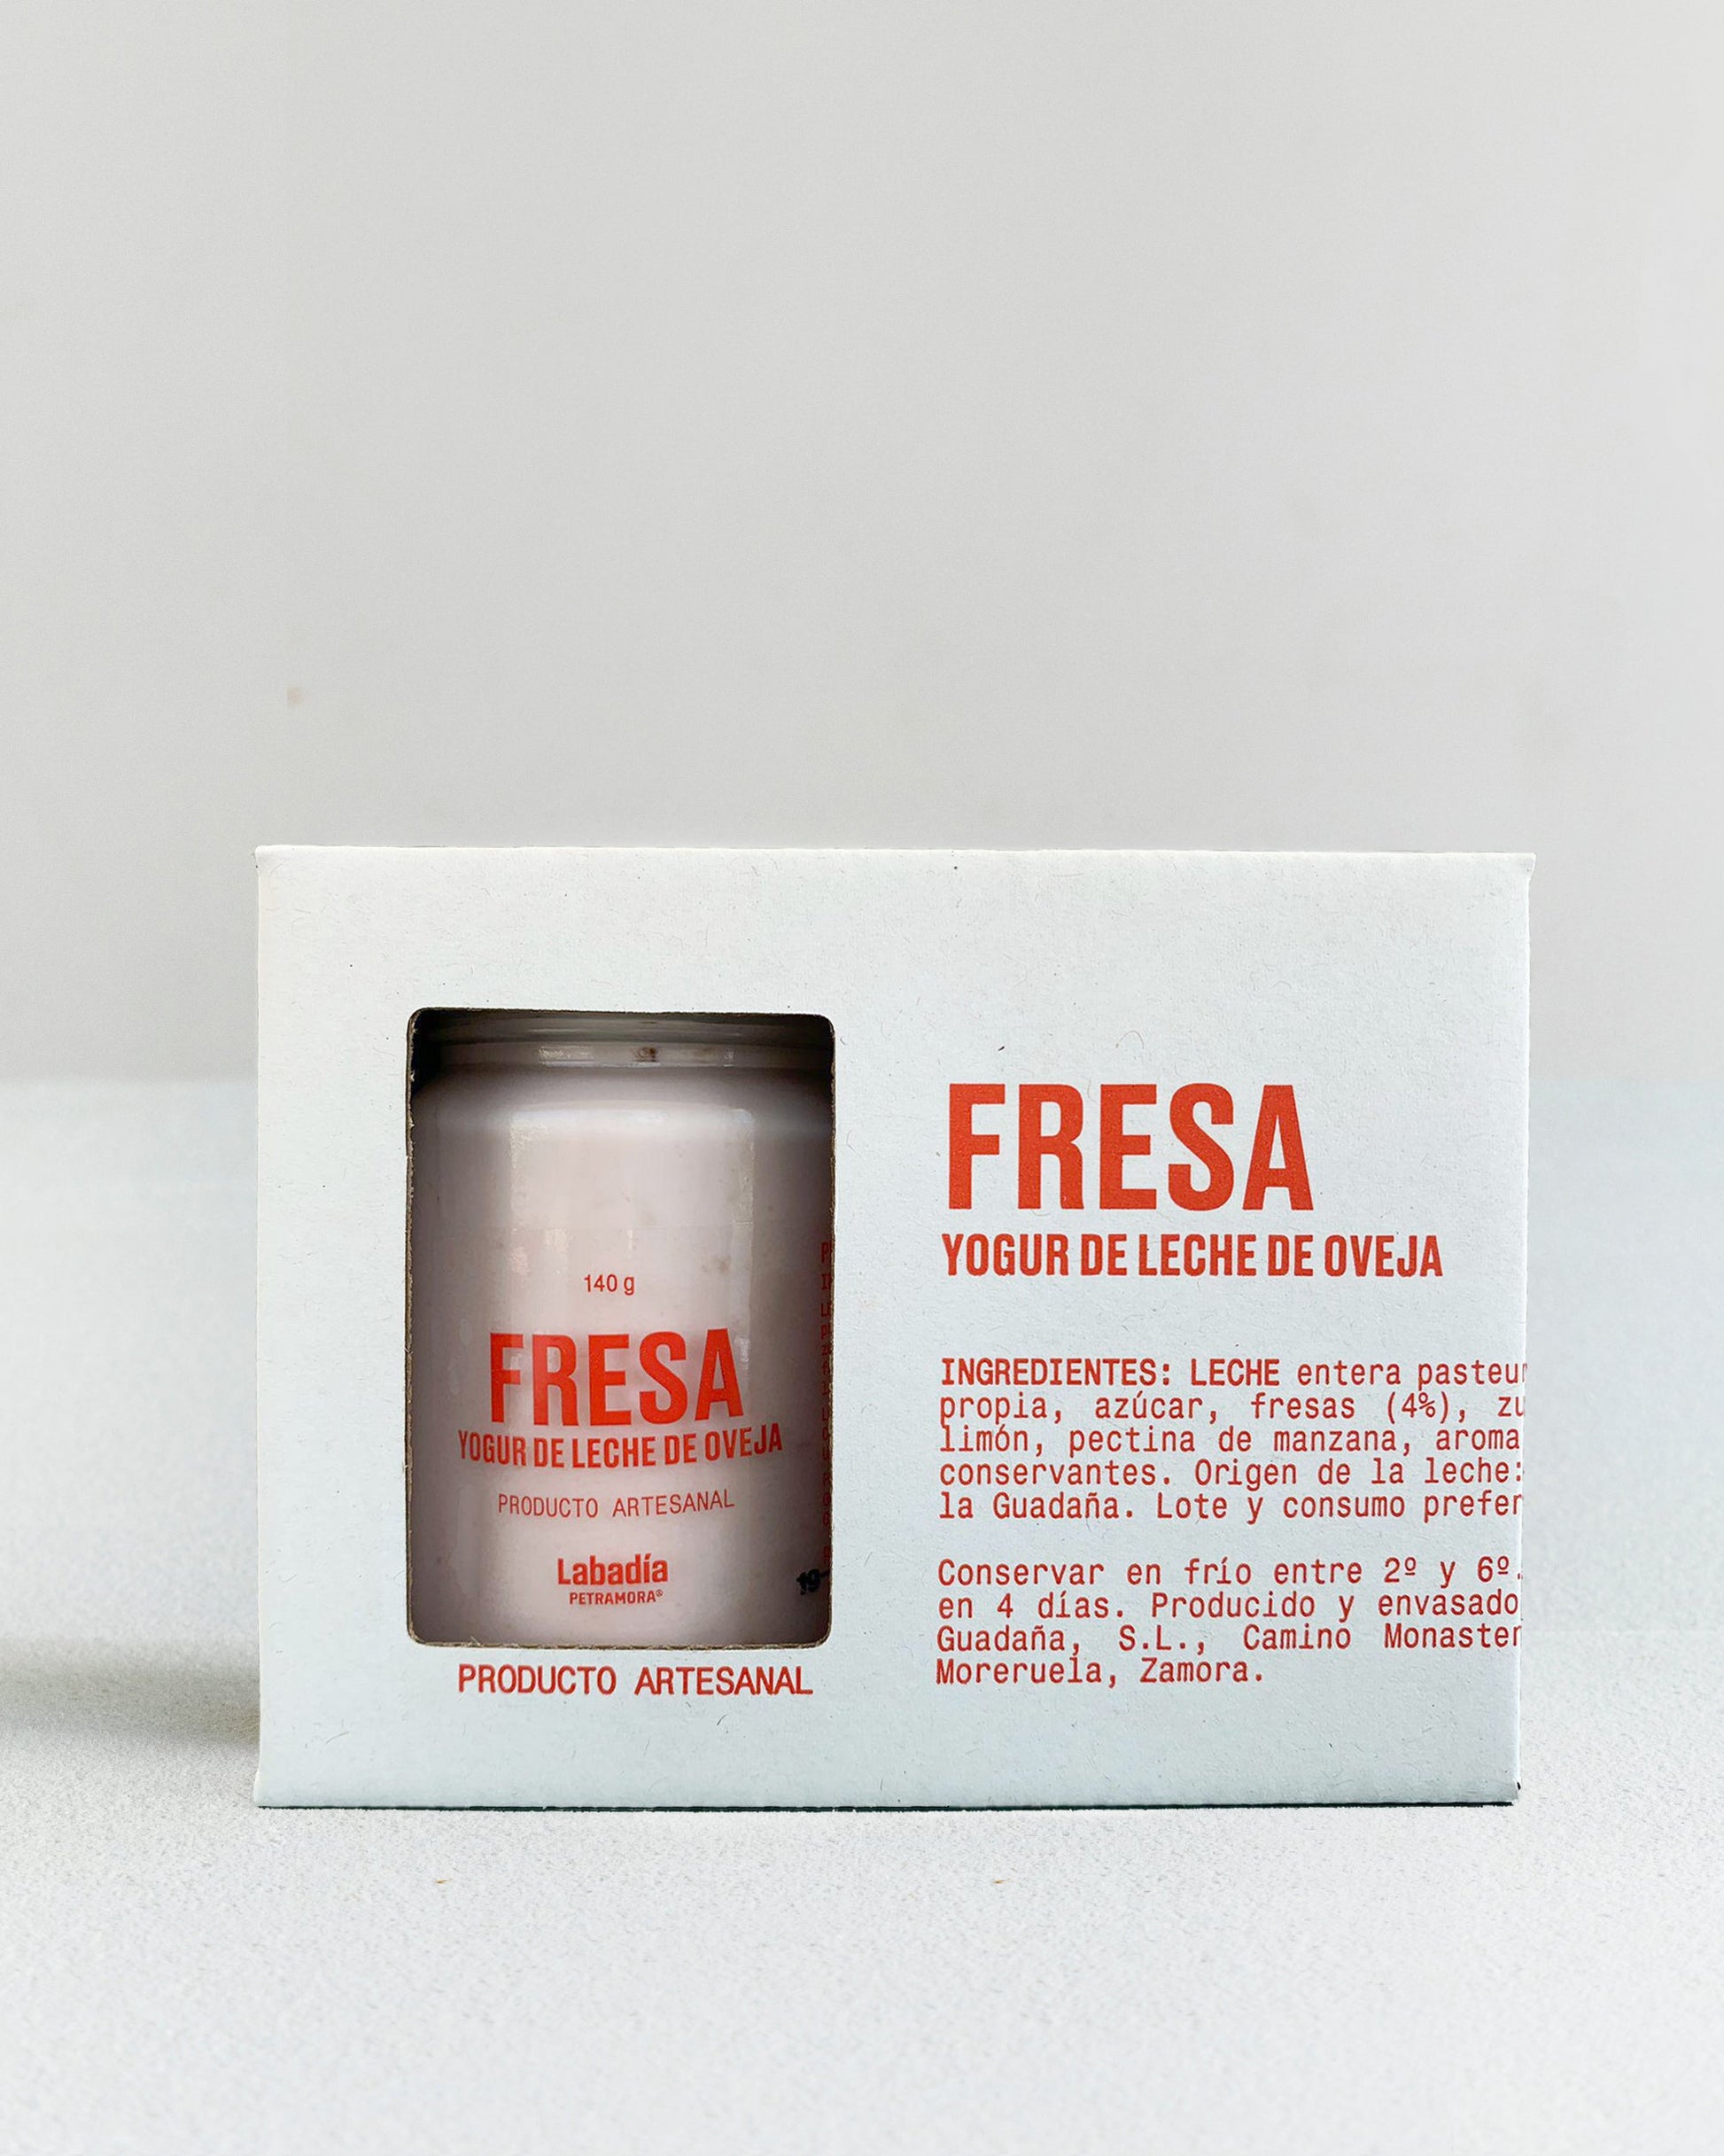 140 g
FRESA
YOGUR DE LECHE DE OVEJA
PRODUCTO ARTESANAL
Labadía
PETRAMORA®
19-
PRODUCTO ARTESANAL
FRESA
YOGUR DE LECHE DE OVEJA
INGREDIENTES: LECHE entera pasteur
propia, azúcar, fresas (4%), zu
limón, pectina de manzana, aroma
conservantes. Origen de la leche:
la Guadaña. Lote y consumo prefer
Conservar en frío entre 2º y 6º.
en 4 días. Producido y envasado
Guadaña, S.L., Camino Monaster
Moreruela, Zamora.